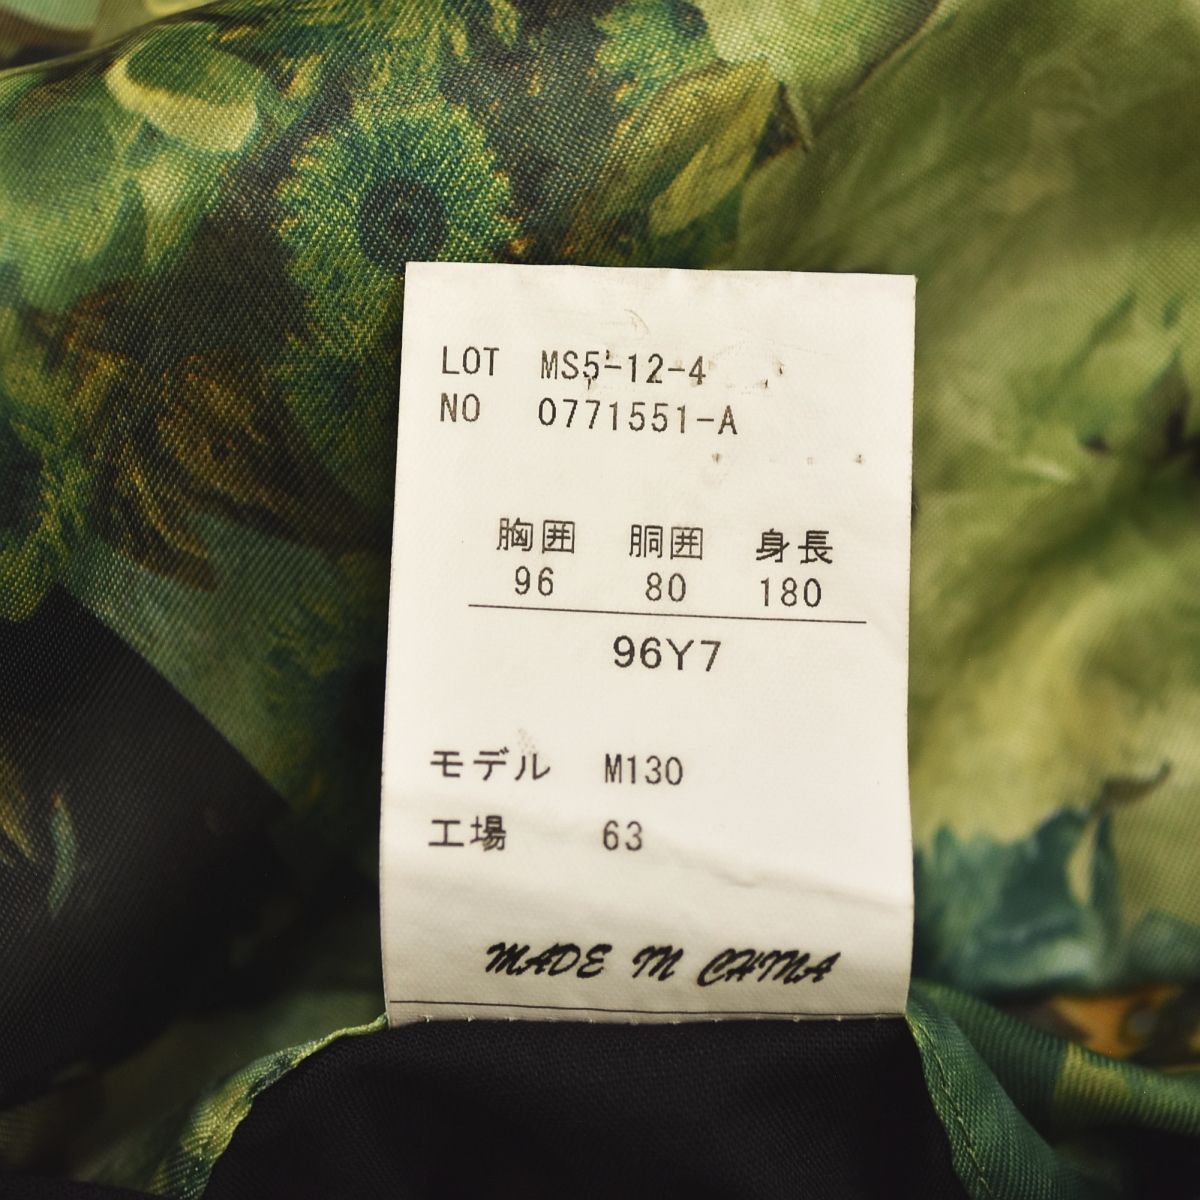 LOT MS5-12-4
NO 0771551-A
胸囲 胴囲 身長
96 80 180
96Y7
モデル M130
工場 63
MADE IN CHINA